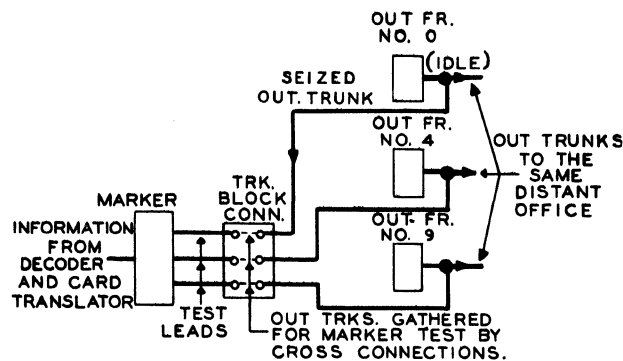 OUT FR.
NO. 0
(IDLE)
SEIZED
OUT. TRUNK
OUT FR.
NO. 4
OUT TRUNKS
TO THE
SAME
DISTANT
OFFICE
TRK.
BLOCK
CONN.
MARKER
OUT- FR.
NO. 9
INFORMATION
FROM
DECODER
AND CARD
TRANSLATOR
TEST
LEADS
OUT TRKS. GATHERED
FOR MARKER TEST BY
CROSS CONNECTIONS.